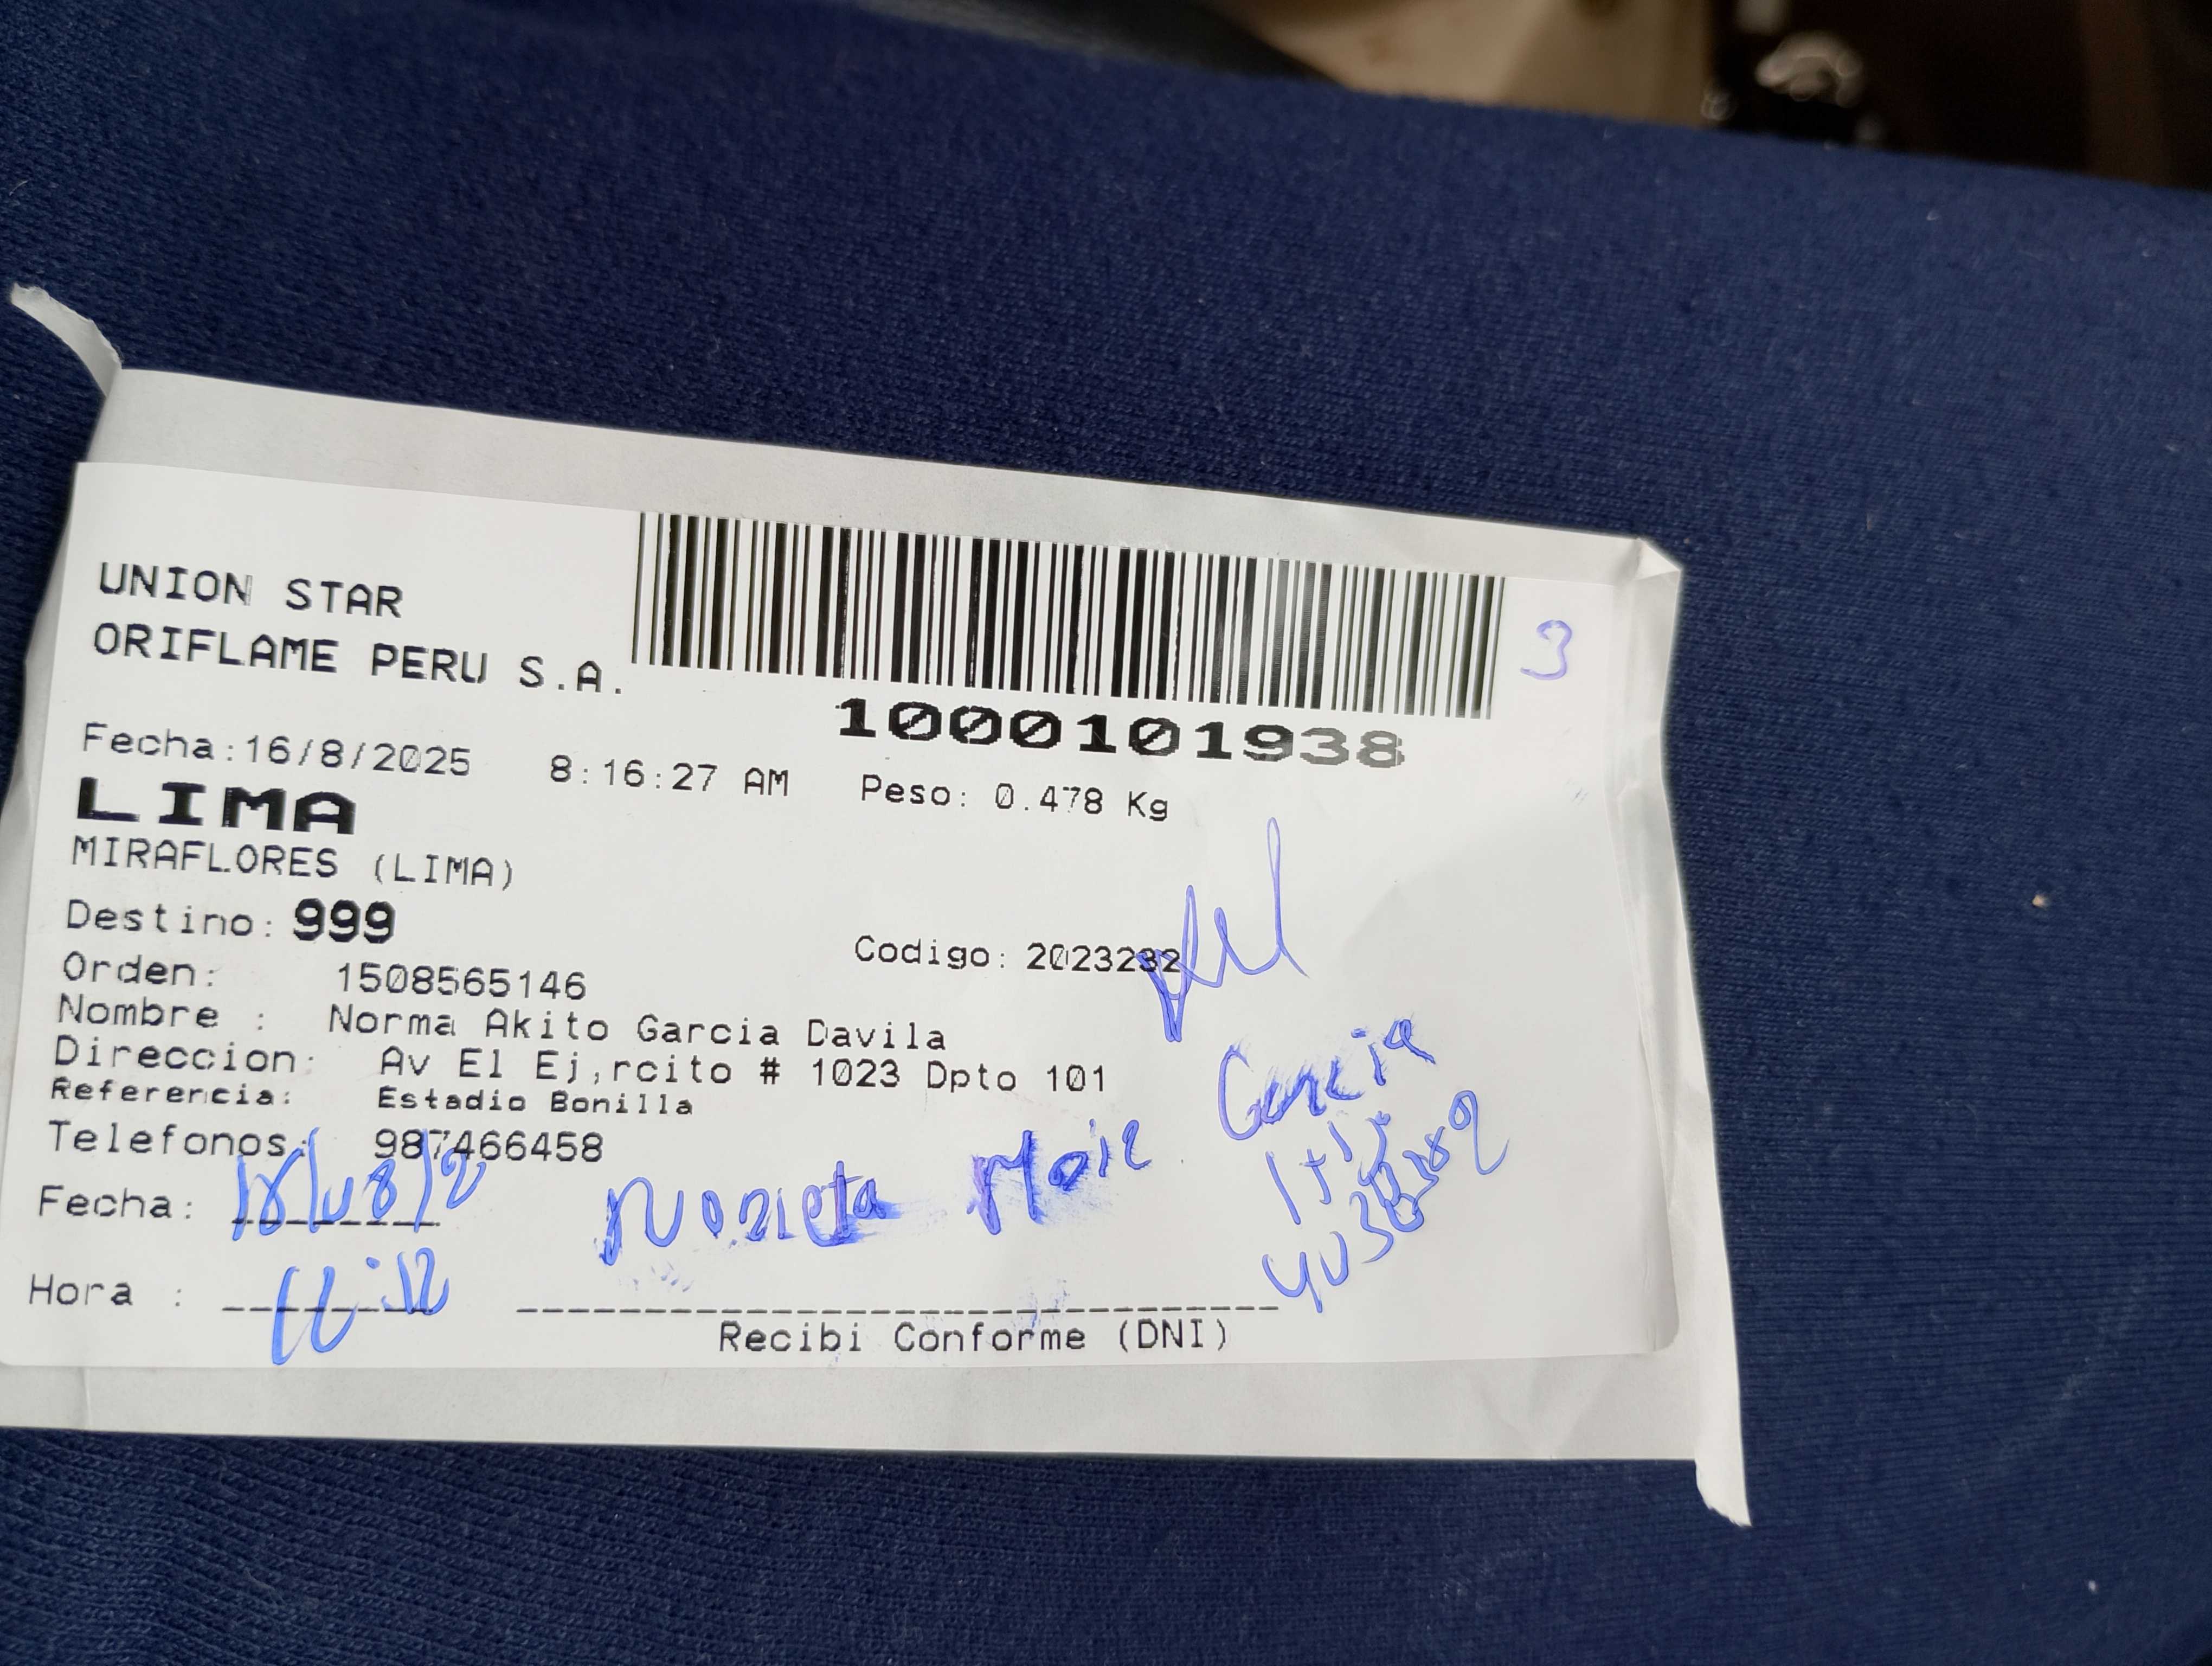 UNION STAR
ORIFLAME PERU S.A.
3
1000101938
Fecha:16/8/2025 8:16:27 AM Peso: 0.478 Kg
LIMA
MIRAFLORES (LIMA)
Destino: 999
Codigo: 2023232
Orden: 1508565146
Nombre : Norma Akito Garcia Davila
Direccion: Av El Ej,rcito # 1023 Dpto 101
Referencia: Estadio Bonilla
Telefonos: 987466458
Garcia
Fecha:
Hora :
Recibi Conforme (DNI)